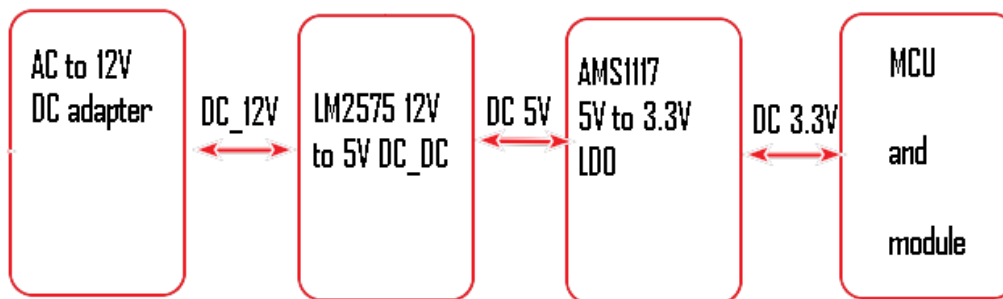 AC to 12V
DC adapter
DC_12V
LM2575 12V
to 5V DC_DC
DC 5V
AMS1117
5V to 3.3V
LDO
DC 3.3V
MCU
and
module